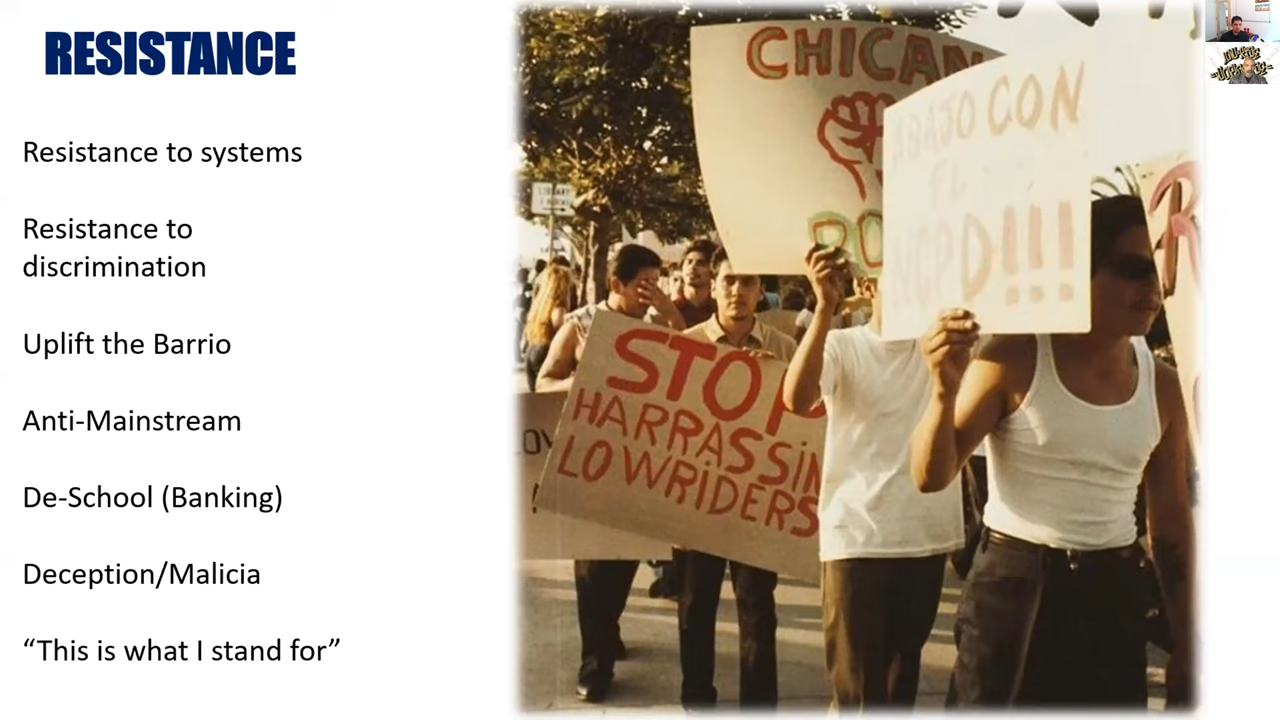 RESISTANCE
Resistance to systems
Resistance to
discrimination
Uplift the Barrio
Anti-Mainstream
De-School (Banking)
Deception/Malicia
“This is what I stand for”
CHICAN
ABAJO CON
PD!!!
STOP
HARRASSIN
LOWRIDERS